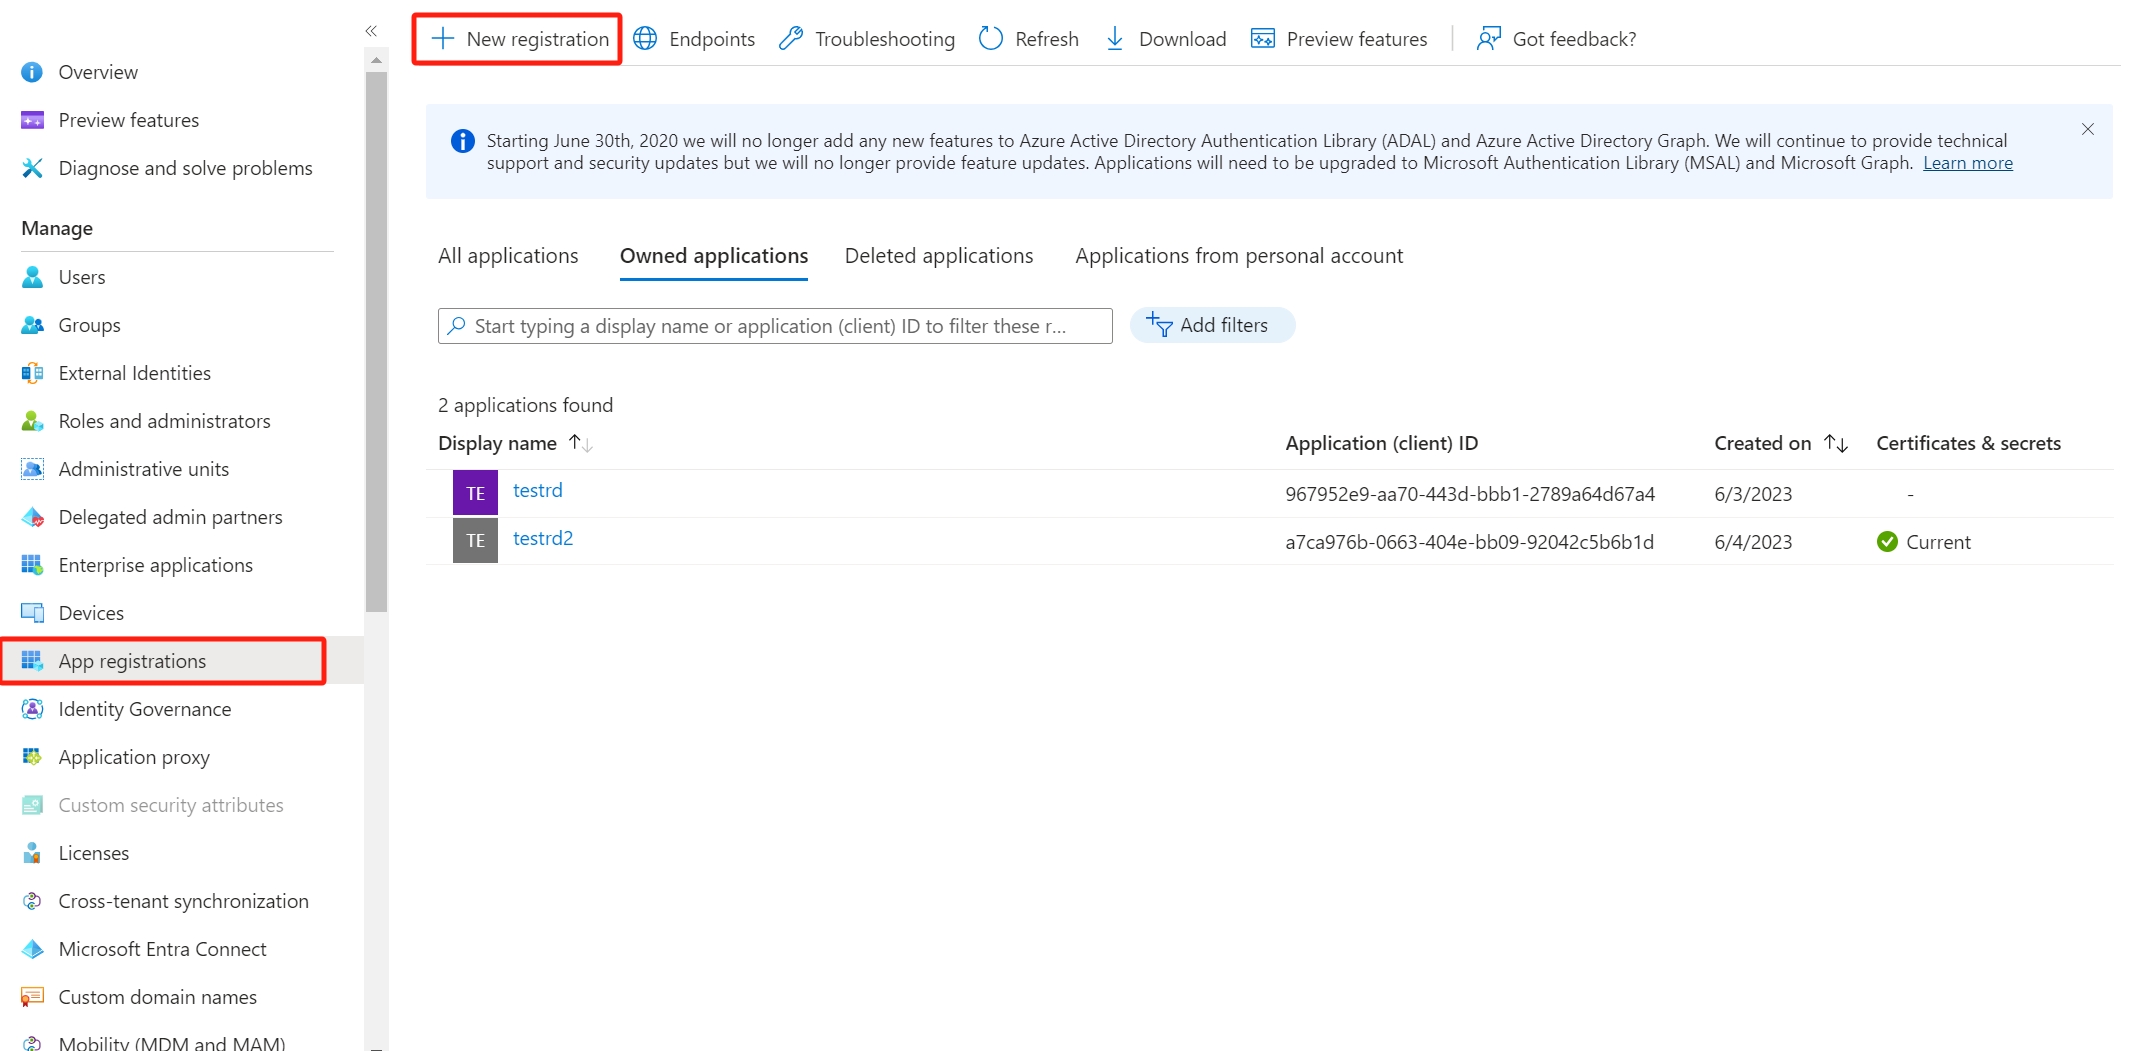 «
Overview
Preview features
Diagnose and solve problems
Manage
Users
Groups
External Identities
Roles and administrators
Administrative units
Delegated admin partners
Enterprise applications
Devices
App registrations
Identity Governance
Application proxy
Custom security attributes
Licenses
Cross-tenant synchronization
Microsoft Entra Connect
Custom domain names
Mobility (MDM and MAM)
New registration Endpoints Troubleshooting Refresh Download Preview features Got feedback?
Starting June 30th, 2020 we will no longer add any new features to Azure Active Directory Authentication Library (ADAL) and Azure Active Directory Graph. We will continue to provide technical
support and security updates but we will no longer provide feature updates. Applications will need to be upgraded to Microsoft Authentication Library (MSAL) and Microsoft Graph. Learn more
All applications Owned applications Deleted applications Applications from personal account
Start typing a display name or application (client) ID to filter these r... Add filters
2 applications found
Display name Application (client) ID Created on Certificates & secrets
TE testrd 967952e9-aa70-443d-bbb1-2789a64d67a4 6/3/2023 -
TE testrd2 a7ca976b-0663-404e-bb09-92042c5b6b1d 6/4/2023 Current